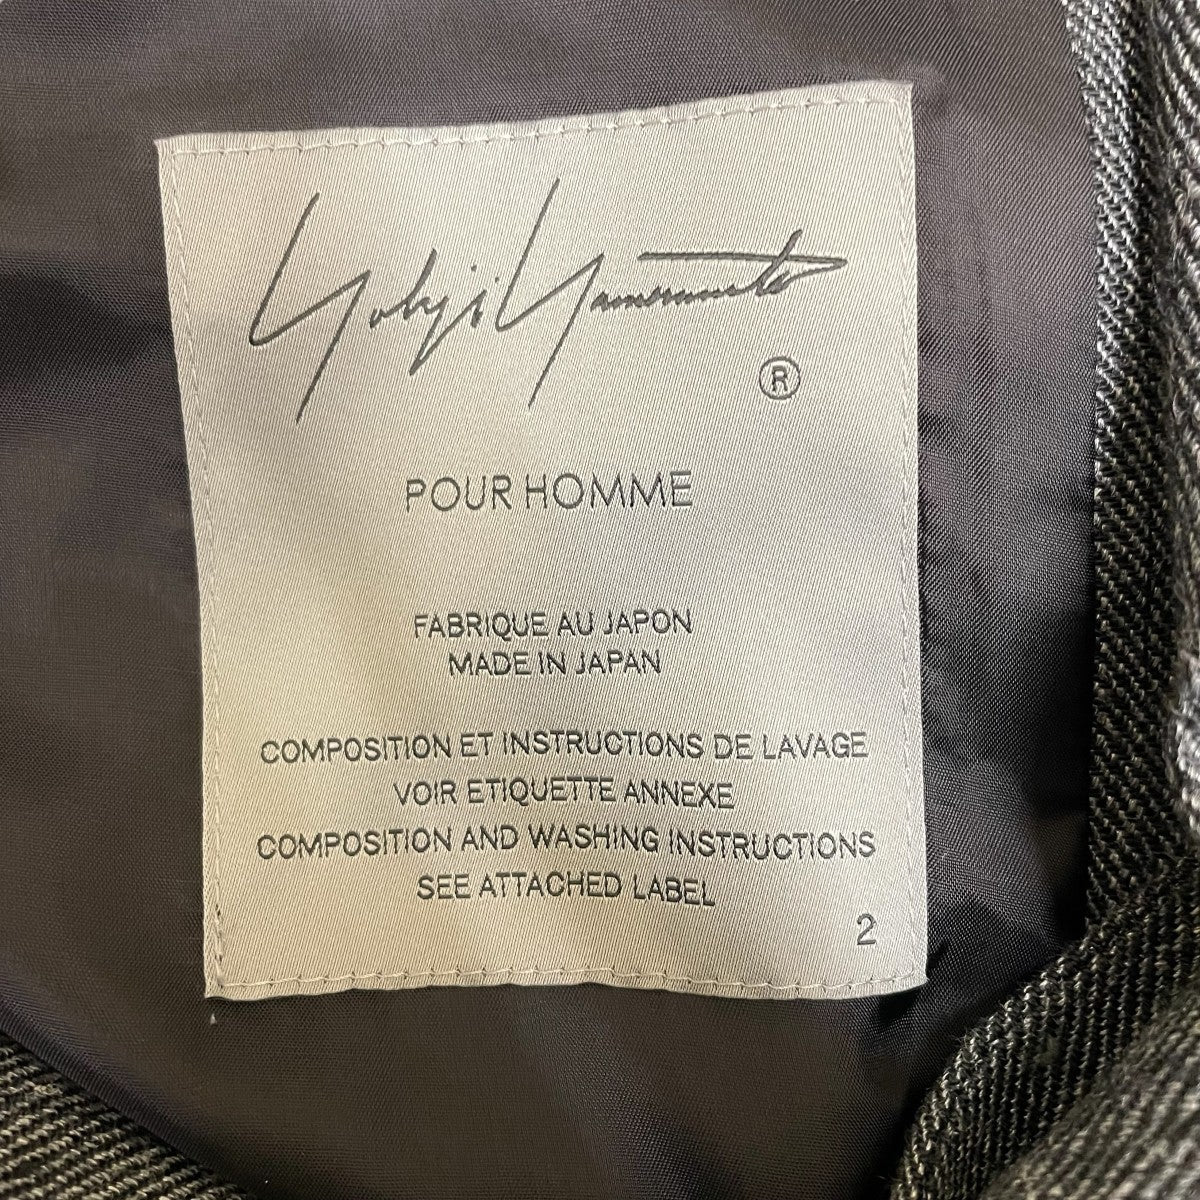 Yohji Yamamoto
®
POUR HOMME
FABRIQUE AU JAPON
MADE IN JAPAN
COMPOSITION ET INSTRUCTIONS DE LAVAGE
VOIR ETIQUETTE ANNEXE
COMPOSITION AND WASHING INSTRUCTIONS
SEE ATTACHED LABEL
2